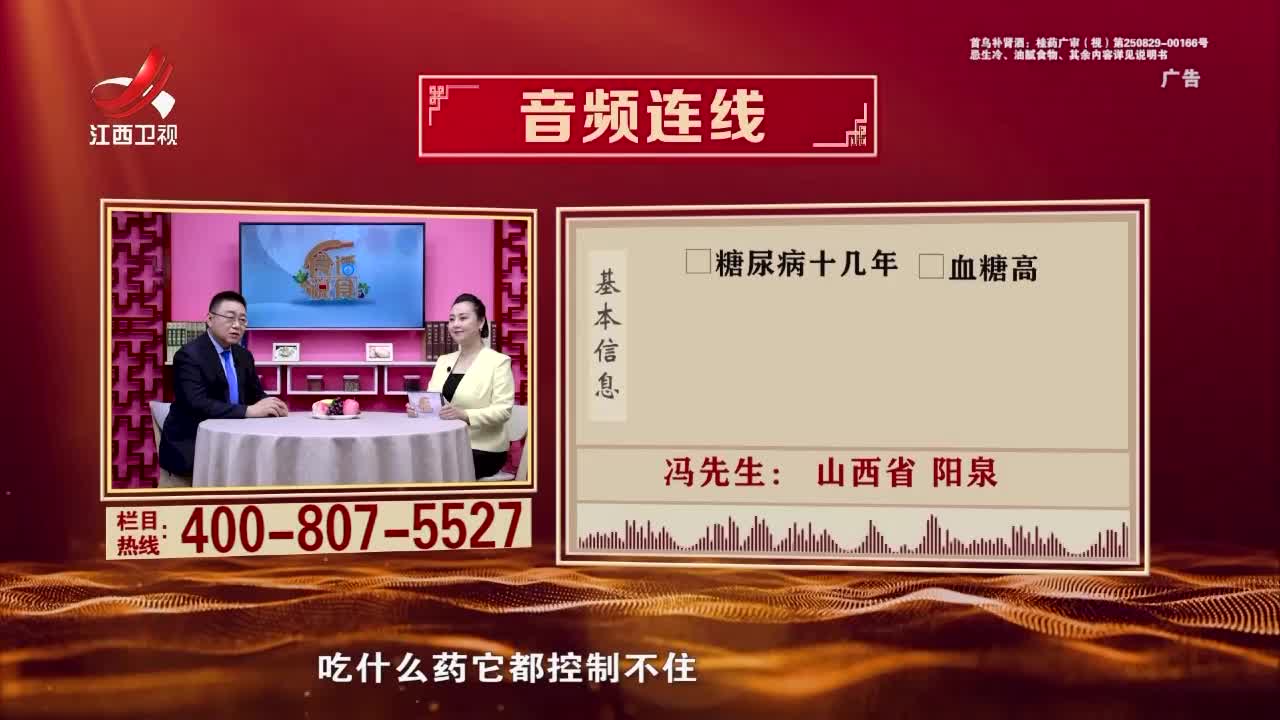 首乌补肾酒：桂药广审（视）第250829-00166号
忌生冷、油腻食物、其余内容详见说明书
广告
江西卫视
音频连线
食话
食说
基本信息
糖尿病十几年
血糖高
冯先生： 山西省 阳泉
栏目热线：400-807-5527
吃什么药它都控制不住